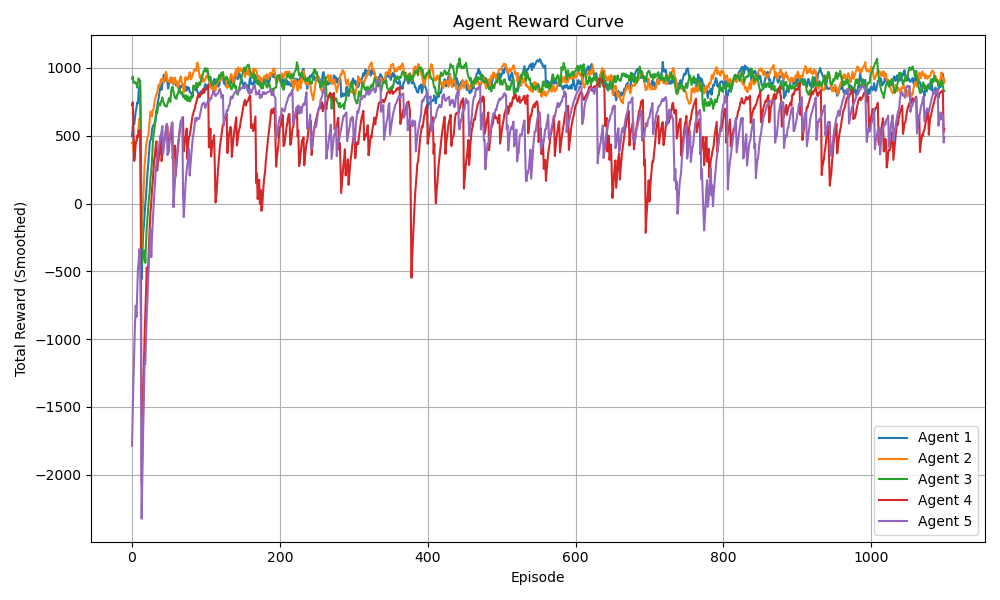 Agent Reward Curve
Total Reward (Smoothed)
1000
500
0
−500
−1000
−1500
−2000
0 200 400 600 800 1000
Episode
Agent 1
Agent 2
Agent 3
Agent 4
Agent 5